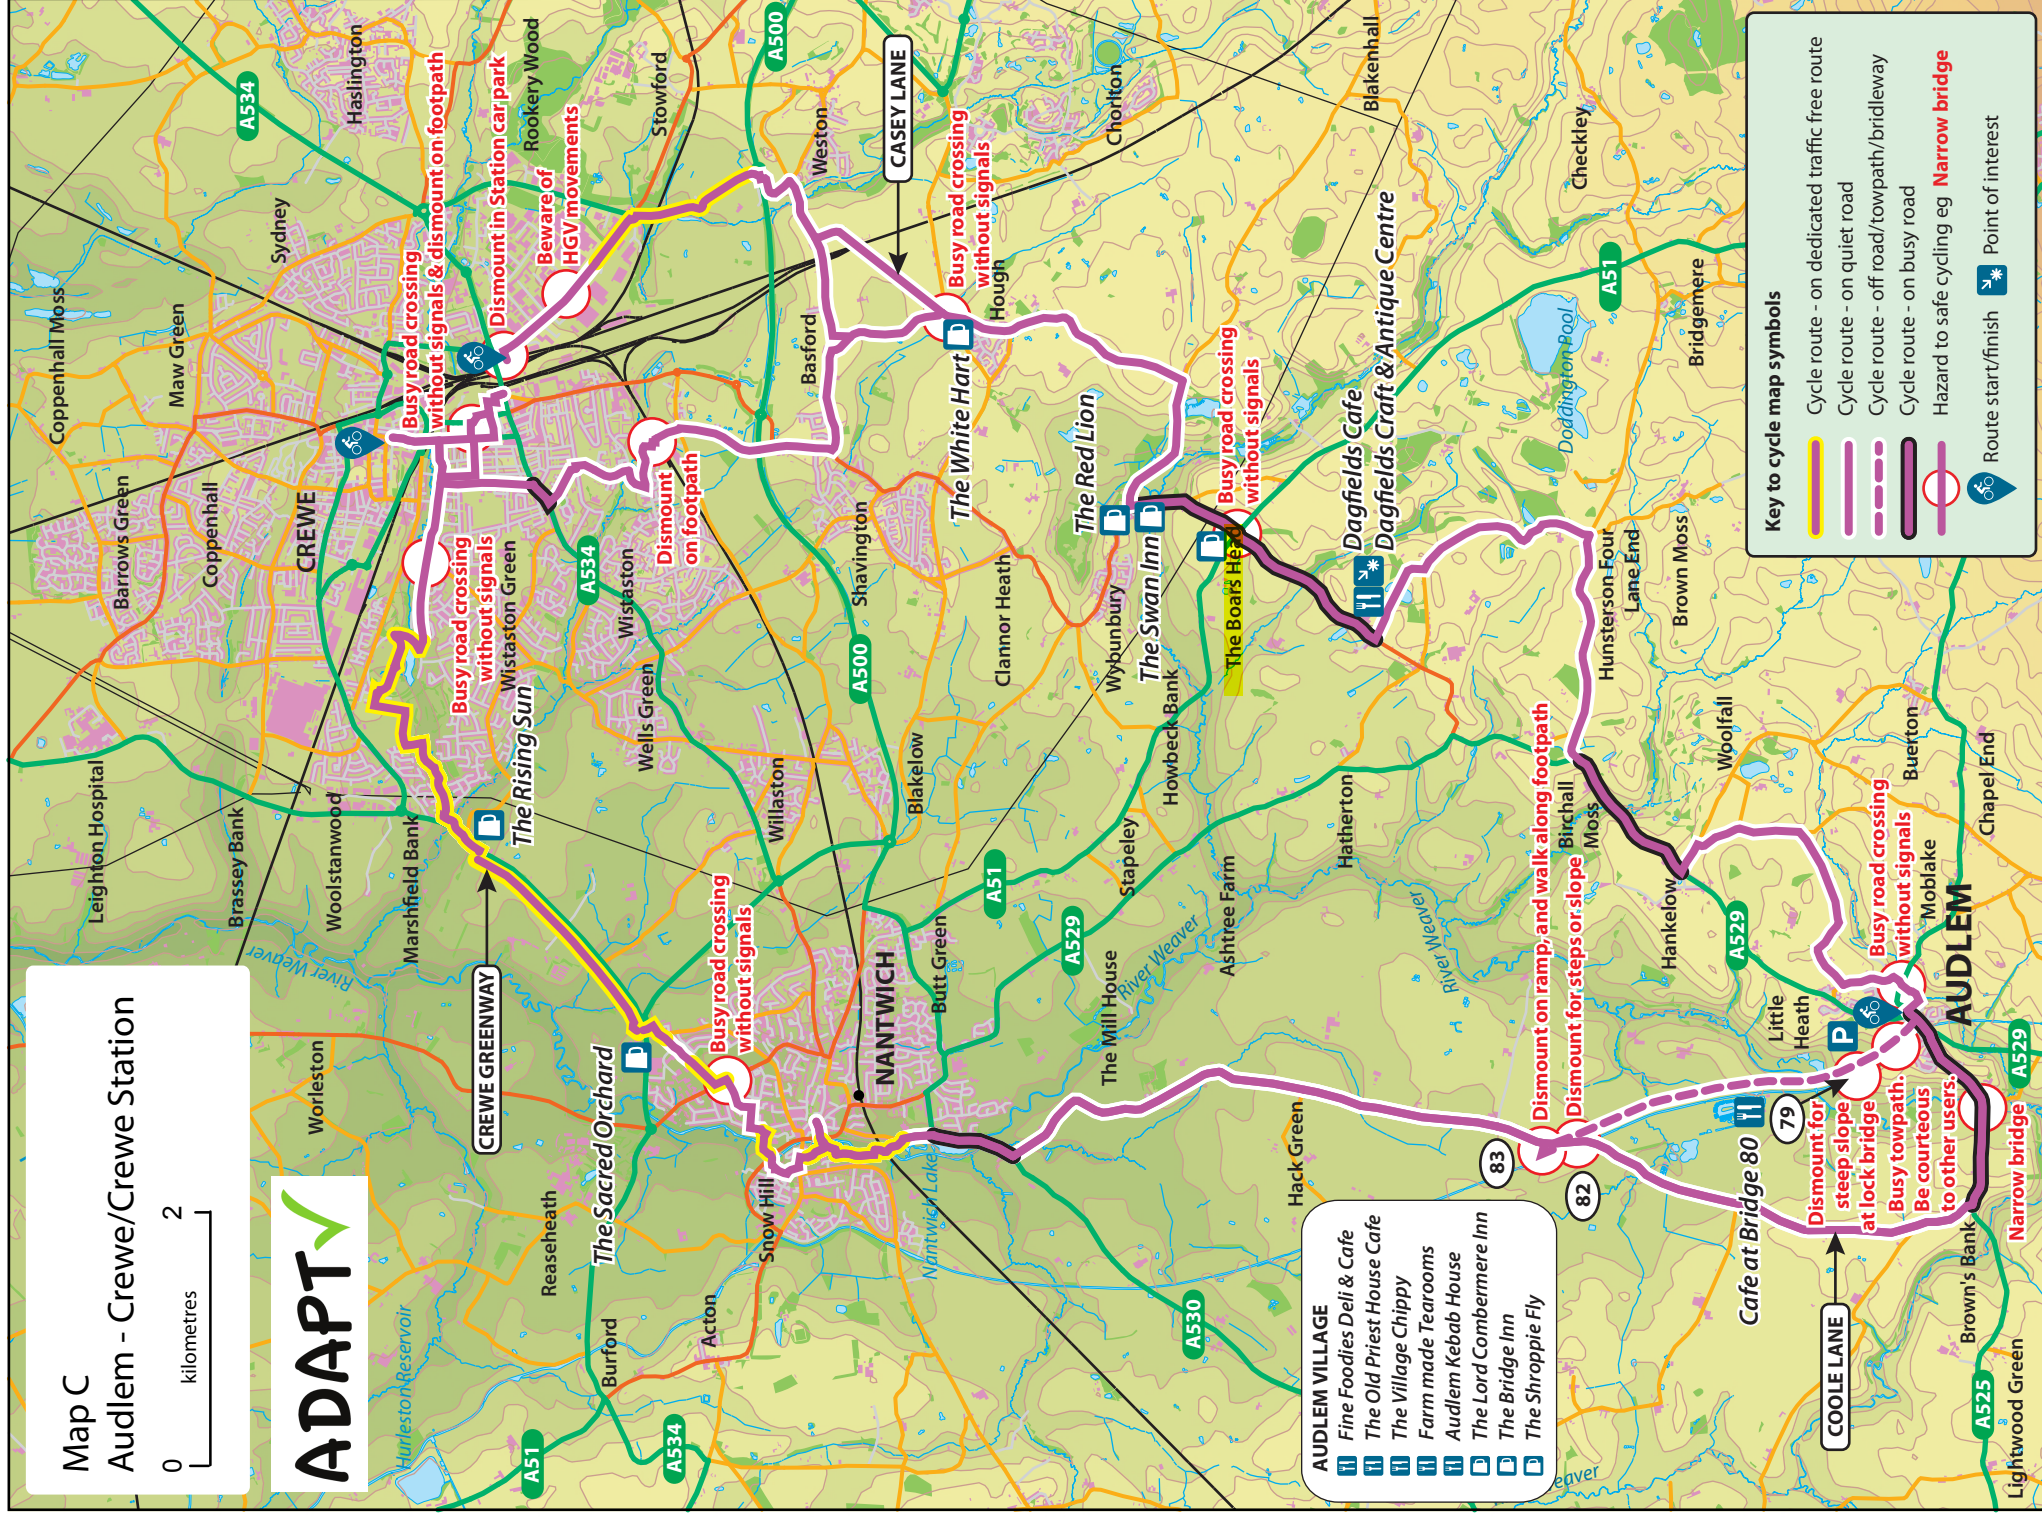 Map C
Audlem - Crewe/Crewe Station
0 2
kilometres
ADAPT
Hurleston Reservoir
A51
A534
Burford
Acton
Reaseheath
Worleston
The Sacred Orchard
Snow Hill
Nantwich Lake
A530
CREWE GREENWAY
River Weaver
Leighton Hospital
Brassey Bank
Woolstanwood
Marshfield Bank
The Rising Sun
Busy road crossing
without signals
NANTWICH
Butt Green
Willaston
Wells Green
Blakelow
A51
A529
The Mill House
River Weaver
Stapeley
Ashtree Farm
Howbeck Bank
Hatherton
River Weaver
Hack Green
Barrows Green
Coppenhall
Coppenhall Moss
Maw Green
CREWE
Sydney
Haslington
A534
Busy road crossing
without signals & dismount on footpath
Dismount in Station car park
Rookery Wood
Beware of
HGV movements
Stowford
A500
Weston
CASEY LANE
Busy road crossing
without signals
Hough
Chorlton
Blakenhall
Checkley
Busy road crossing
without signals
Wistaston Green
A534
Wistaston
Dismount
on footpath
Basford
Shavington
A500
The White Hart
Clannor Heath
The Red Lion
Wybunbury
The Swan Inn
Busy road crossing
without signals
The Boars Head
Dagfields Cafe
Dagfields Craft & Antique Centre
Doddington Pool
A51
Bridgemere
Hunsterson Four
Lane End
Brown Moss
Woolfall
Birchall
Moss
Hankelow
A529
Buerton
Chapel End
Moblake
Busy road crossing
without signals
AUDLEM
Little
Heath
P
A529
Dismount on ramp, and walk along footpath
Dismount for steps or slope
83
82
79
Cafe at Bridge 80
Dismount for
steep slope
at lock bridge
Busy towpath.
Be courteous
to other users.
Narrow bridge
COOLE LANE
Brown's Bank
A525
Lightwood Green
Weaver
AUDLEM VILLAGE
Fine Foodies Deli & Cafe
The Old Priest House Cafe
The Village Chippy
Farm made Tearooms
Audlem Kebab House
The Lord Combermere Inn
The Bridge Inn
The Shroppie Fly
Key to cycle map symbols
Cycle route - on dedicated traffic free route
Cycle route - on quiet road
Cycle route - off road/towpath/bridleway
Cycle route - on busy road
Hazard to safe cycling eg Narrow bridge
Route start/finish Point of interest